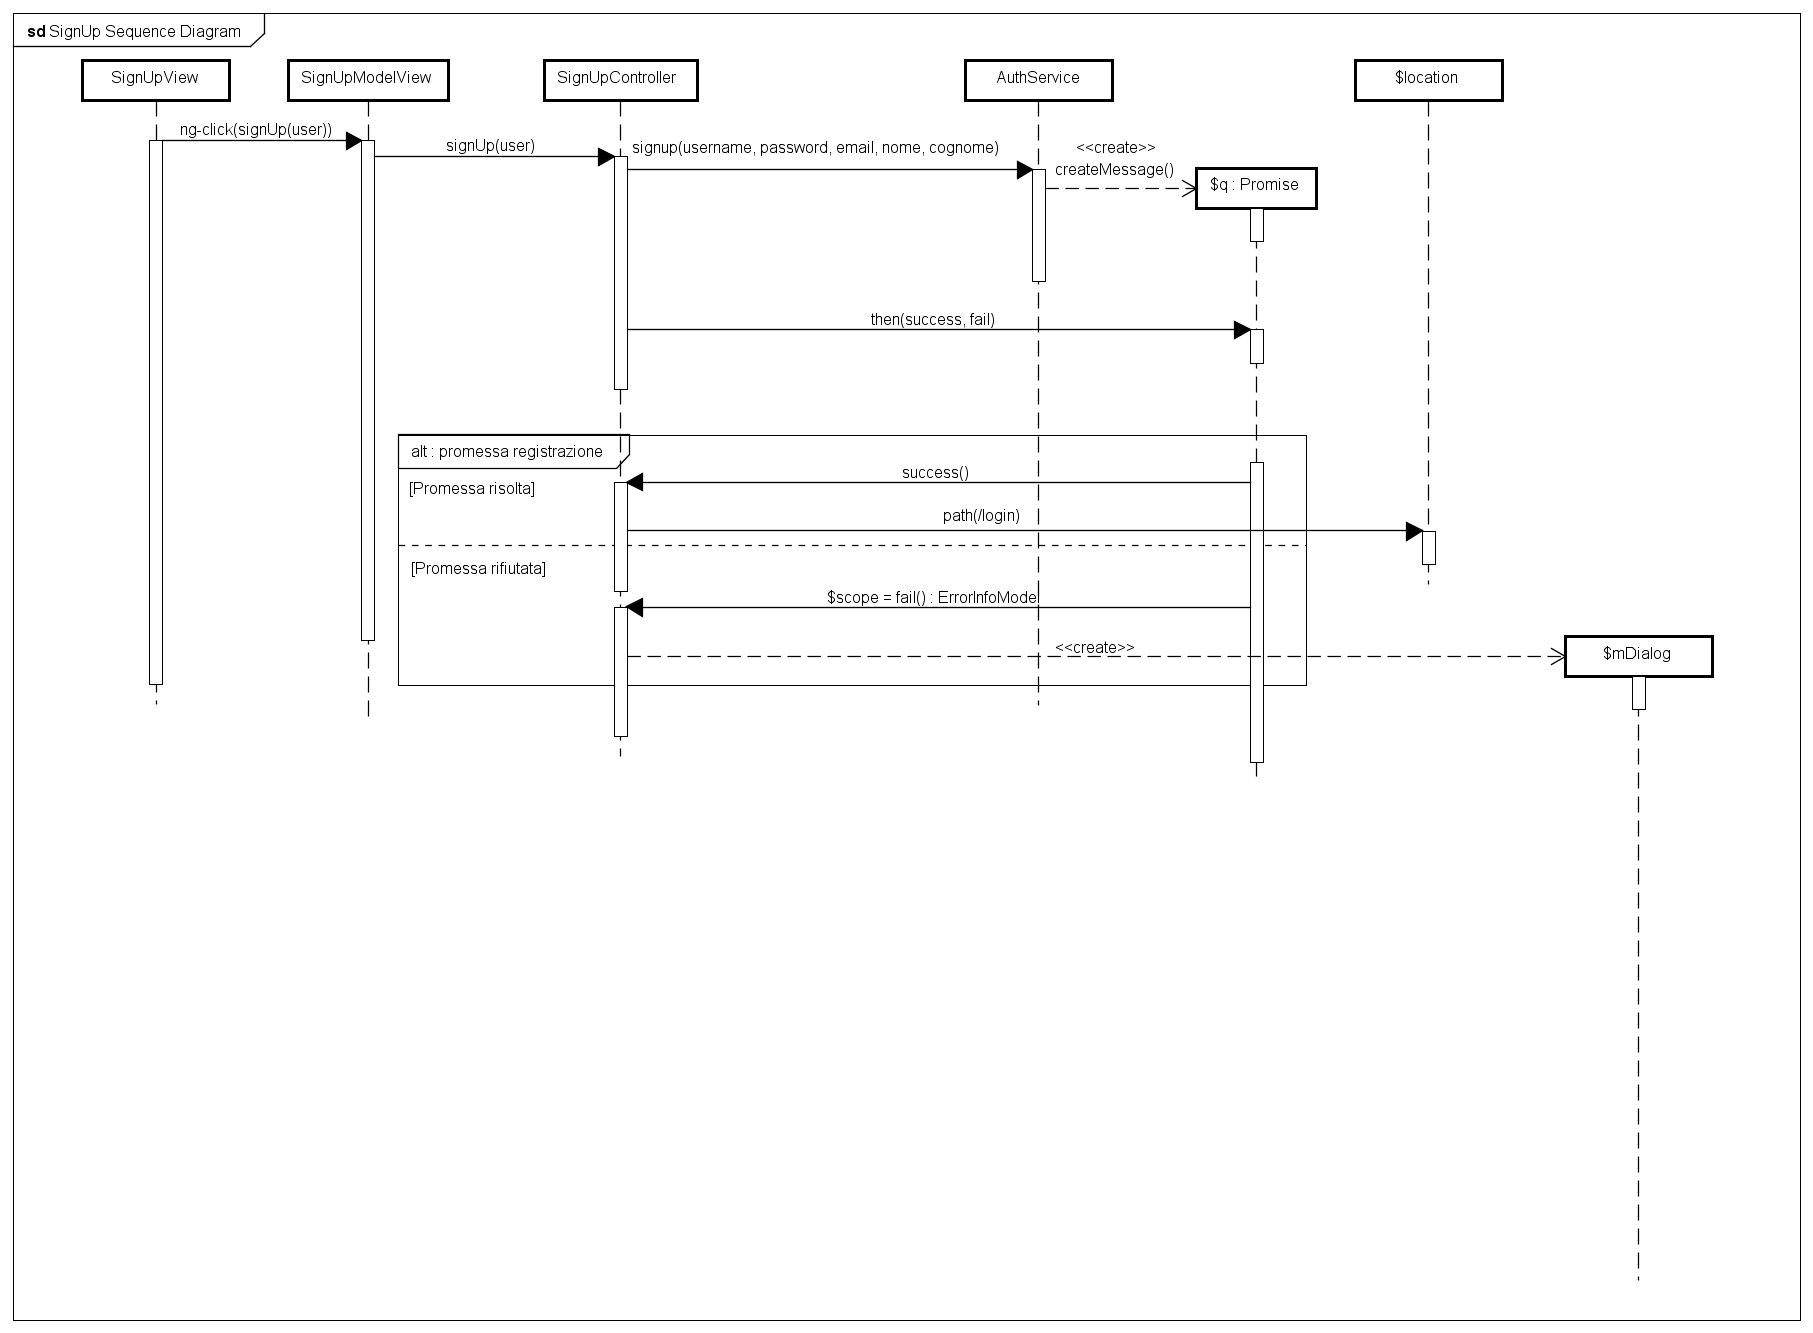 sd SignUp Sequence Diagram
SignUpView
SignUpModelView
SignUpController
AuthService
$location
ng-click(signUp(user))
signUp(user)
signup(username, password, email, nome, cognome)
<<create>>
createMessage()
$q : Promise
then(success, fail)
alt : promessa registrazione
success()
[Promessa risolta]
path(/login)
[Promessa rifiutata]
$scope = fail() : ErrorInfoModel
<<create>>
$mDialog